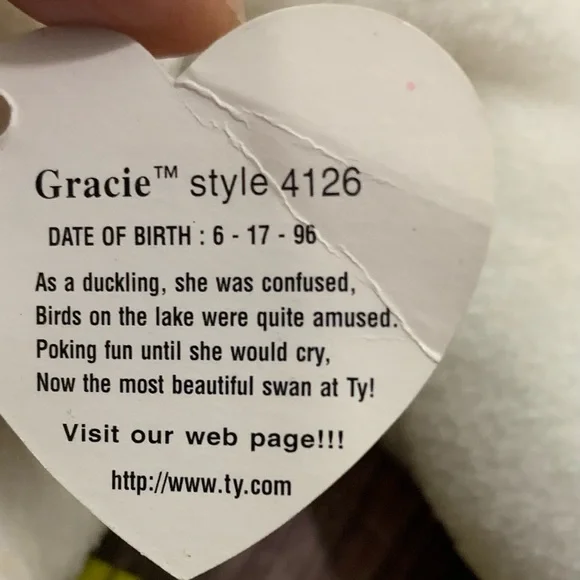 Gracie™ style 4126
DATE OF BIRTH : 6 - 17 - 96
As a duckling, she was confused,
Birds on the lake were quite amused.
Poking fun until she would cry,
Now the most beautiful swan at Ty!
Visit our web page!!!
http://www.ty.com